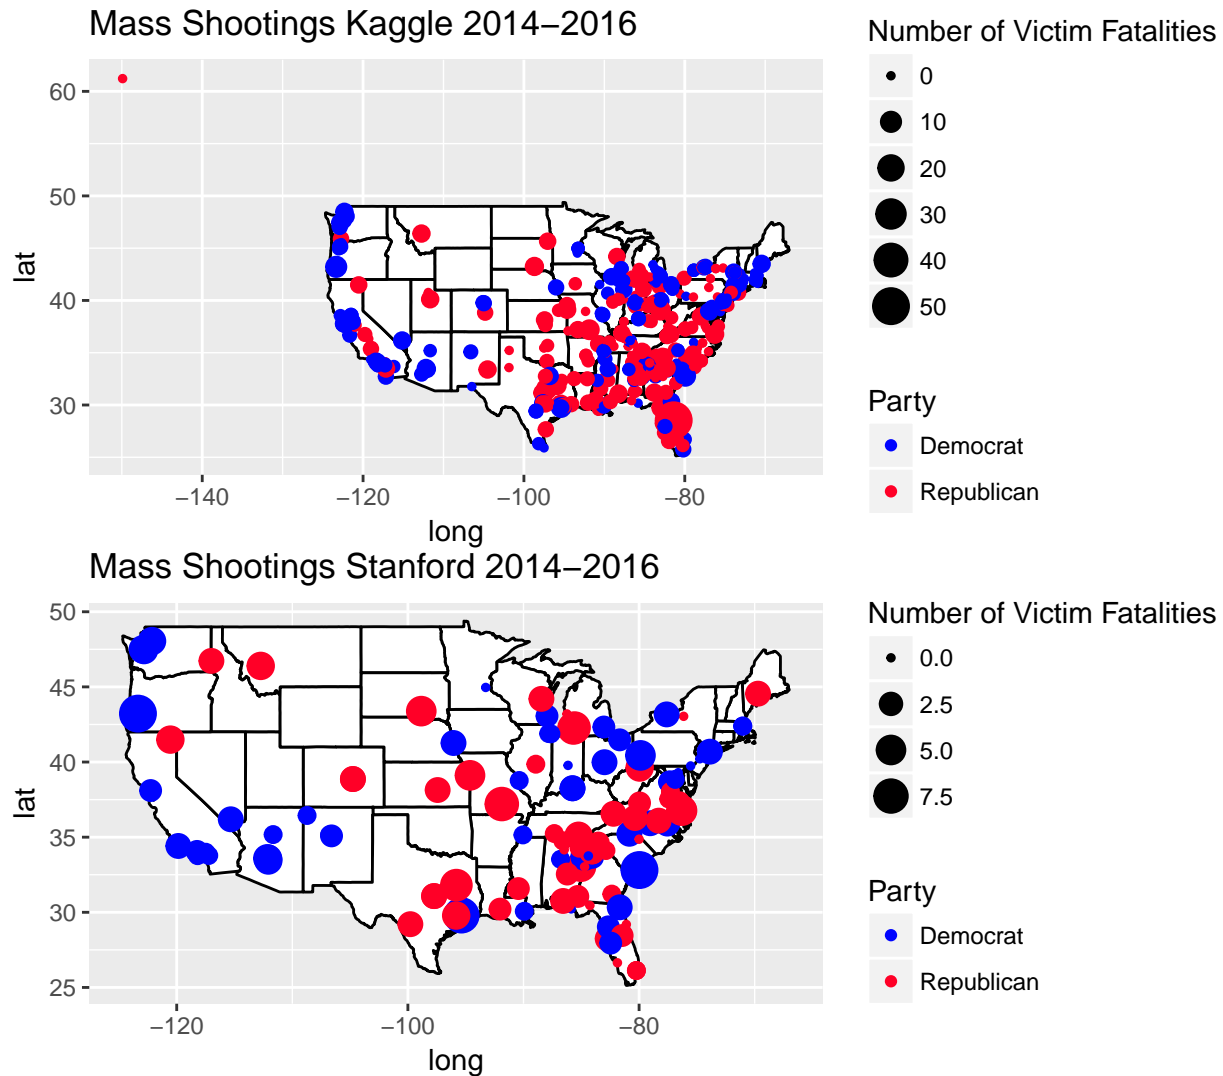 Mass Shootings Kaggle 2014−2016
60
50
40
30
lat
−140 −120 −100 −80
long
Number of Victim Fatalities
0
10
20
30
40
50
Party
Democrat
Republican
Mass Shootings Stanford 2014−2016
50
45
40
35
30
25
lat
−120 −100 −80
long
Number of Victim Fatalities
0.0
2.5
5.0
7.5
Party
Democrat
Republican